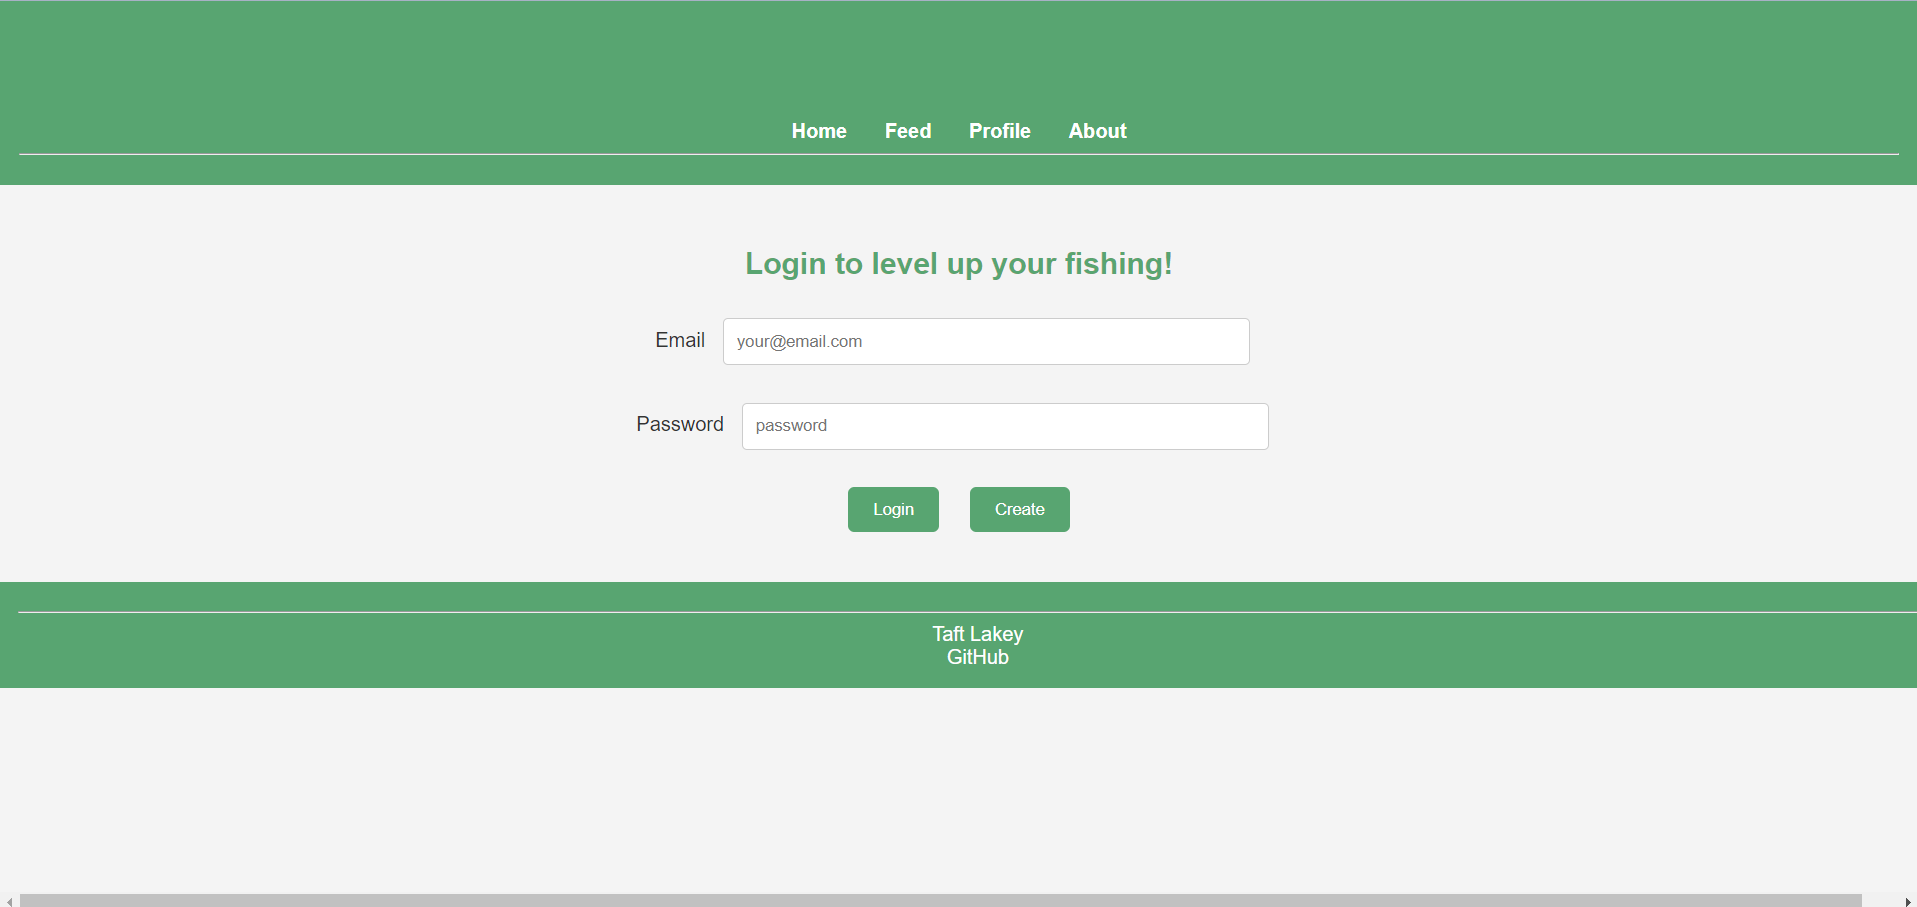 Home Feed Profile About
Login to level up your fishing!
Email your@email.com
Password password
Login Create
Taft Lakey
GitHub